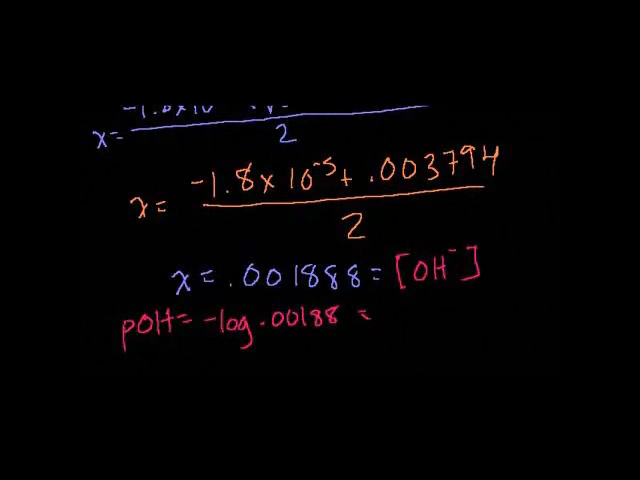 x=
2
x= -1.8x10⁻⁵+ .003794
2
x = .001888 = [OH⁻]
pOH= -log .00188 =